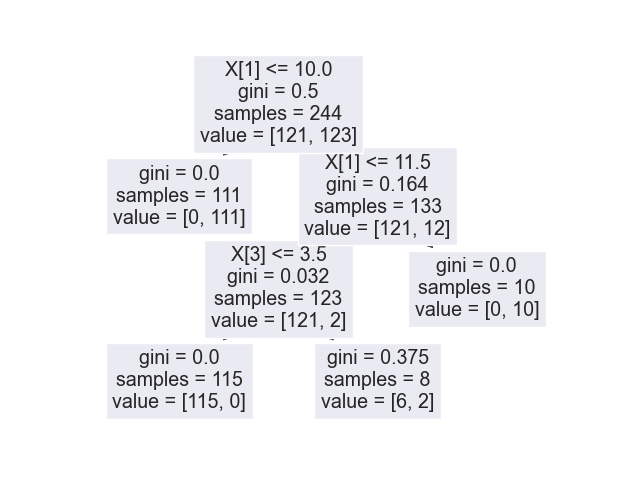 X[1] <= 10.0
gini = 0.5
samples = 244
value = [121, 123]
gini = 0.0
samples = 111
value = [0, 111]
X[1] <= 11.5
gini = 0.164
samples = 133
value = [121, 12]
X[3] <= 3.5
gini = 0.032
samples = 123
value = [121, 2]
gini = 0.0
samples = 10
value = [0, 10]
gini = 0.0
samples = 115
value = [115, 0]
gini = 0.375
samples = 8
value = [6, 2]